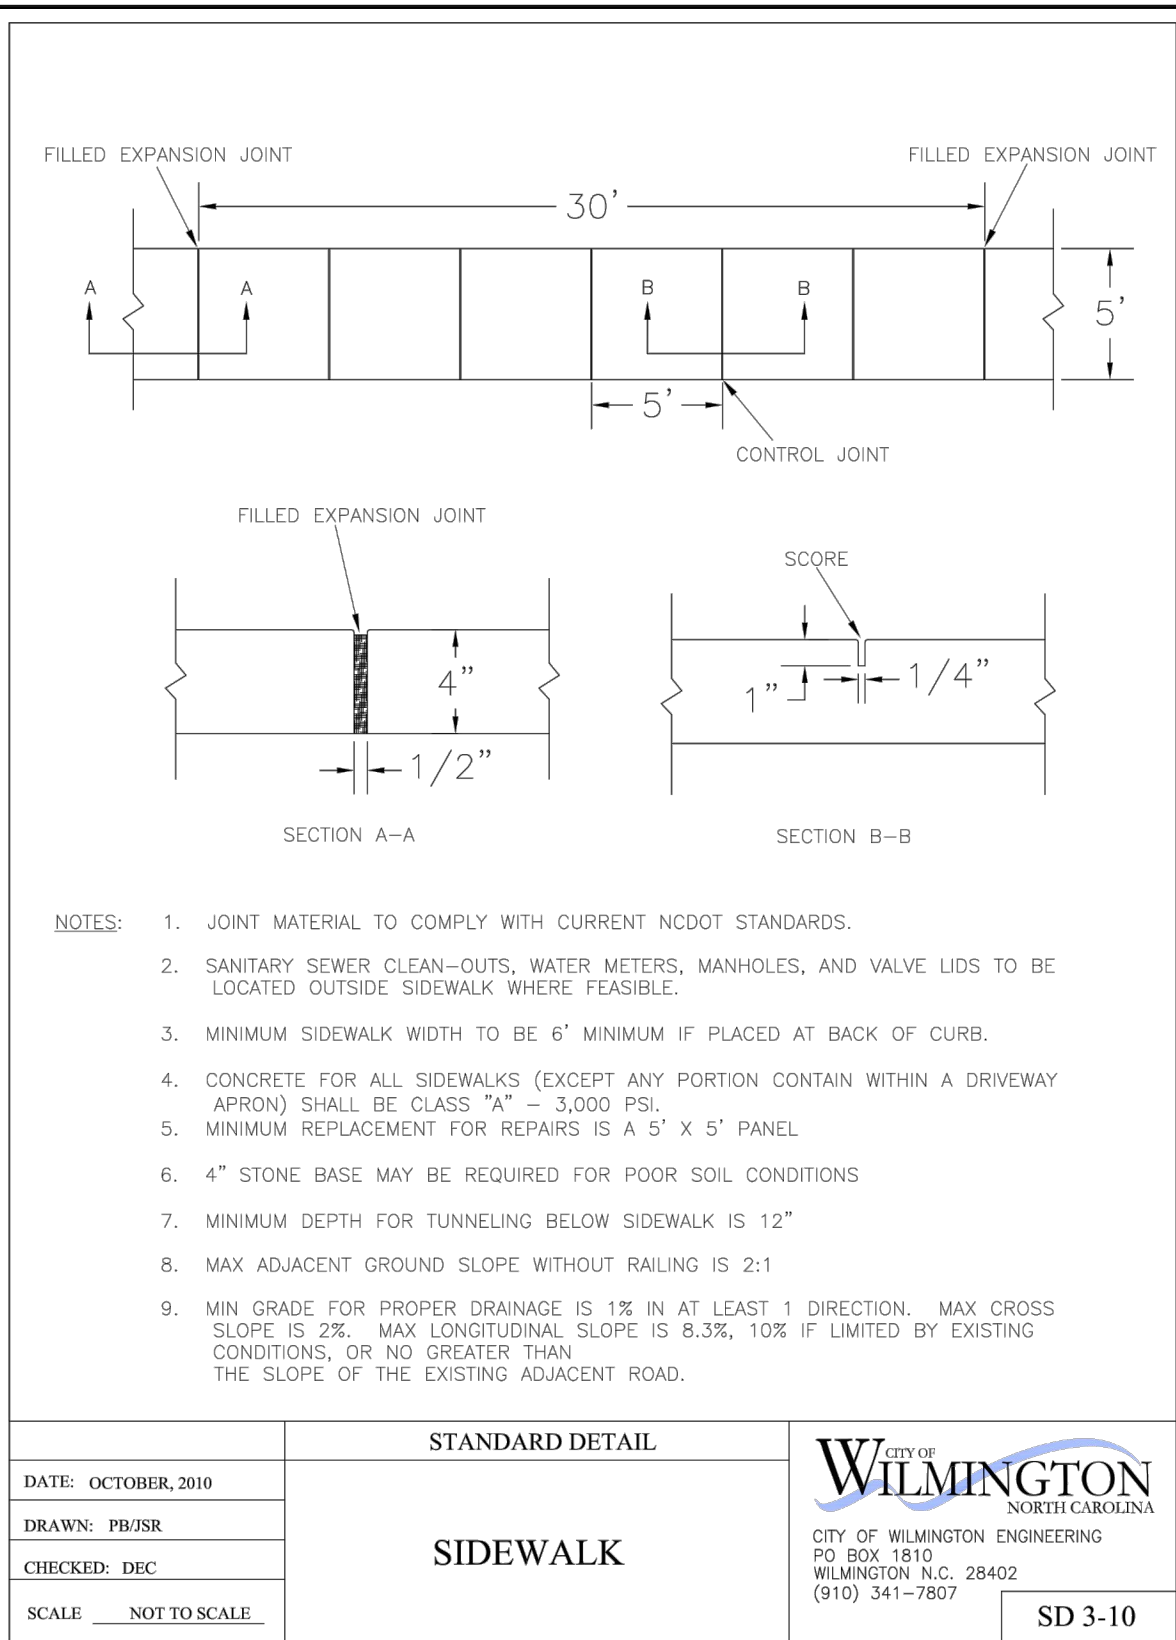 FILLED EXPANSION JOINT
FILLED EXPANSION JOINT
30'
A
A
B
B
5'
5'
CONTROL JOINT
FILLED EXPANSION JOINT
SCORE
4"
1"
1/4"
1/2"
SECTION A-A
SECTION B-B
NOTES: 1. JOINT MATERIAL TO COMPLY WITH CURRENT NCDOT STANDARDS.
2. SANITARY SEWER CLEAN-OUTS, WATER METERS, MANHOLES, AND VALVE LIDS TO BE
LOCATED OUTSIDE SIDEWALK WHERE FEASIBLE.
3. MINIMUM SIDEWALK WIDTH TO BE 6' MINIMUM IF PLACED AT BACK OF CURB.
4. CONCRETE FOR ALL SIDEWALKS (EXCEPT ANY PORTION CONTAIN WITHIN A DRIVEWAY
APRON) SHALL BE CLASS "A" - 3,000 PSI.
5. MINIMUM REPLACEMENT FOR REPAIRS IS A 5' X 5' PANEL
6. 4" STONE BASE MAY BE REQUIRED FOR POOR SOIL CONDITIONS
7. MINIMUM DEPTH FOR TUNNELING BELOW SIDEWALK IS 12"
8. MAX ADJACENT GROUND SLOPE WITHOUT RAILING IS 2:1
9. MIN GRADE FOR PROPER DRAINAGE IS 1% IN AT LEAST 1 DIRECTION. MAX CROSS
SLOPE IS 2%. MAX LONGITUDINAL SLOPE IS 8.3%, 10% IF LIMITED BY EXISTING
CONDITIONS, OR NO GREATER THAN
THE SLOPE OF THE EXISTING ADJACENT ROAD.
DATE: OCTOBER, 2010
DRAWN: PB/JSR
CHECKED: DEC
SCALE NOT TO SCALE
STANDARD DETAIL
SIDEWALK
CITY OF
WILMINGTON
NORTH CAROLINA
CITY OF WILMINGTON ENGINEERING
PO BOX 1810
WILMINGTON N.C. 28402
(910) 341-7807
SD 3-10